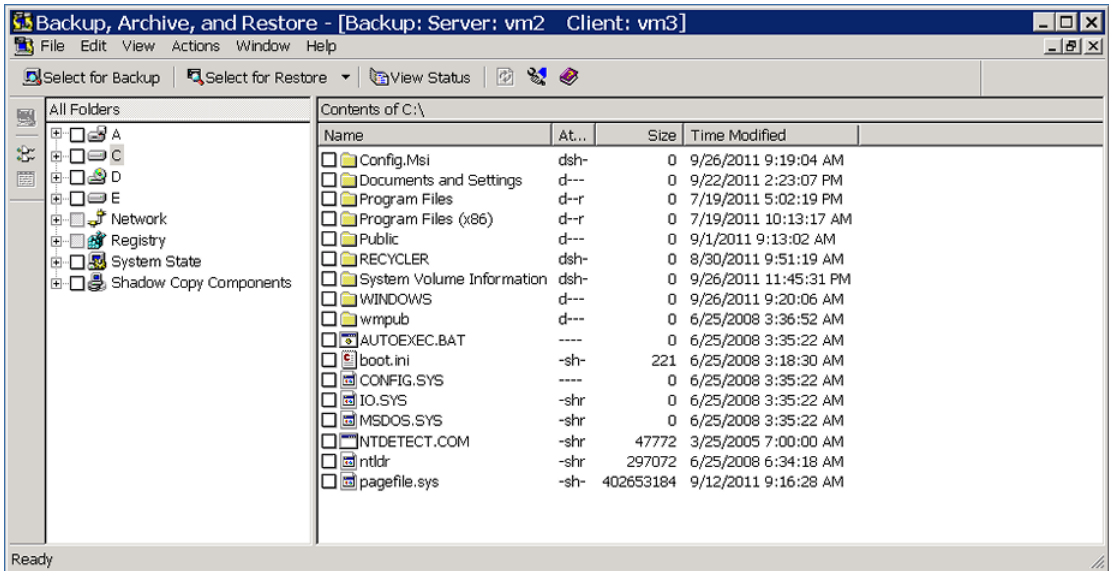 Backup, Archive, and Restore - [Backup: Server: vm2 Client: vm3]
File Edit View Actions Window Help
Select for Backup Select for Restore View Status
All Folders
A
C
D
E
Network
Registry
System State
Shadow Copy Components
Contents of C:\
Name At... Size Time Modified
Config.Msi dsh- 0 9/26/2011 9:19:04 AM
Documents and Settings d--- 0 9/22/2011 2:23:07 PM
Program Files d--r 0 7/19/2011 5:02:19 PM
Program Files (x86) d--r 0 7/19/2011 10:13:17 AM
Public d--- 0 9/1/2011 9:13:02 AM
RECYCLER dsh- 0 8/30/2011 9:51:19 AM
System Volume Information dsh- 0 9/26/2011 11:45:31 PM
WINDOWS d--- 0 9/26/2011 9:20:06 AM
wmpub d--- 0 6/25/2008 3:36:52 AM
AUTOEXEC.BAT ---- 0 6/25/2008 3:35:22 AM
boot.ini -sh- 221 6/25/2008 3:18:30 AM
CONFIG.SYS ---- 0 6/25/2008 3:35:22 AM
IO.SYS -shr 0 6/25/2008 3:35:22 AM
MSDOS.SYS -shr 0 6/25/2008 3:35:22 AM
NTDETECT.COM -shr 47772 3/25/2005 7:00:00 AM
ntldr -shr 297072 6/25/2008 6:34:18 AM
pagefile.sys -sh- 402653184 9/12/2011 9:16:28 AM
Ready